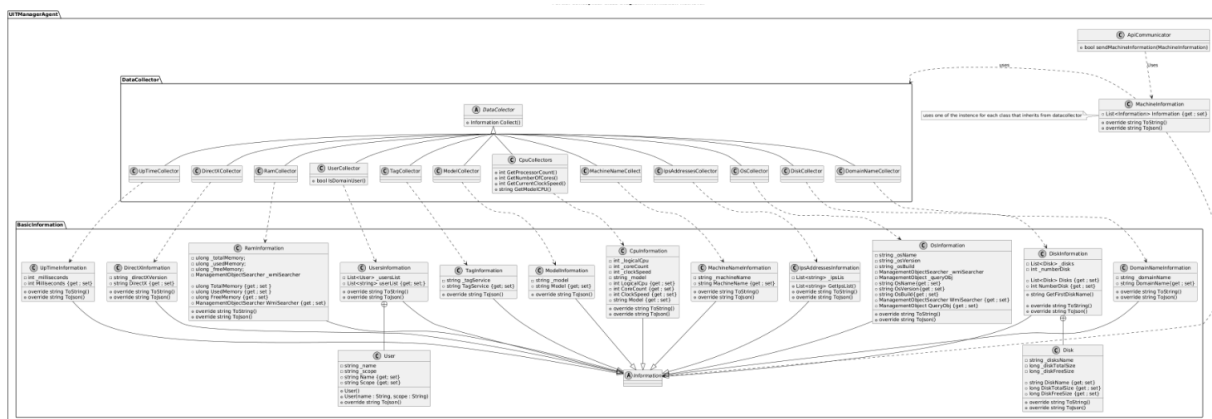 UITManagerAgent
ApiCommunicator
bool sendMachineInformation(MachineInformation)
uses
Uses
DataCollector
DataColector
Information Collect()
MachineInformation
List<Information> Information {get ; set}
override string ToString()
override string ToJson()
uses one of the instance for each class that inherits from datacollector
UpTimeCollector
DirectXCollector
RamCollector
UserCollector
bool IsDomainUser()
TagCollector
ModelCollector
CpuCollectors
int GetProcessorCount()
int GetNumberOfCores()
int GetCurrentClockSpeed()
string GetModelCPU()
MachineNameCollect
IpsAddressesCollector
OsCollector
DiskCollector
DomainNameCollector
BasicInformation
UpTimeInformation
int _milliseconds
override string ToString()
override string ToJson()
DirectXInformation
string _directXVersion
string DirectX {get ; set}
override string ToString()
override string ToJson()
RamInformation
ulong _totalMemory;
ulong _usedMemory;
ulong _freeMemory;
ManagementObjectSearcher _wmiSearcher
ulong TotalMemory {get ; set}
ulong UsedMemory {get ; set}
ulong FreeMemory {get ; set}
ManagementObjectSearcher WmiSearcher {get ; set}
override string ToString()
override string ToJson()
UsersInformation
List<User> _usersList
List<string> userList {get; set;}
override string ToString()
override string ToJson()
TagInformation
string _tagService
string TagService {get ; set}
override string ToJson()
ModelInformation
string _model
string Model {get ; set}
override string ToJson()
CpuInformation
int _logicalCpu
int _coreCount
int _clockSpeed
string _model
int LogicalCpu {get ; set}
int CoreCount {get ; set}
int ClockSpeed {get ; set}
string Model {get ; set}
override string ToString()
override string ToJson()
MachineNameInformation
string _machineName
string MachineName {get ; set}
override string ToString()
override string ToJson()
IpsAddressesInformation
List<string> GetIpsList()
override string ToString()
override string ToJson()
OsInformation
string _osName
string _osVersion
string _osBuild
ManagementObjectSearcher _wmiSearcher
ManagementObject _queryObj
string OsName {get ; set}
string OsVersion {get ; set}
string OsBuild {get ; set}
ManagementObjectSearcher WmiSearcher {get ; set}
ManagementObject QueryObj {get ; set}
override string ToString()
override string ToJson()
DiskInformation
List<Disk> _disks
int _numberDisk
List<Disk> Disks {get ; set}
int NumberDisk {get ; set}
string GetFirstDiskName()
override string ToString()
override string ToJson()
DomainNameInformation
string _domainName
string DomainName{get ; set}
override string ToString()
override string ToJson()
User
string _name
string _scope
string Name {get; set}
string Scope {get; set}
User()
User(name : String, scope : String)
override string ToJson()
Information
Disk
string _disksName
long _diskTotalSize
long _diskFreeSize
string DiskName {get ; set}
long DiskTotalSize {get ; set}
long DiskFreeSize {get ; set}
override string ToString()
override string ToJson()